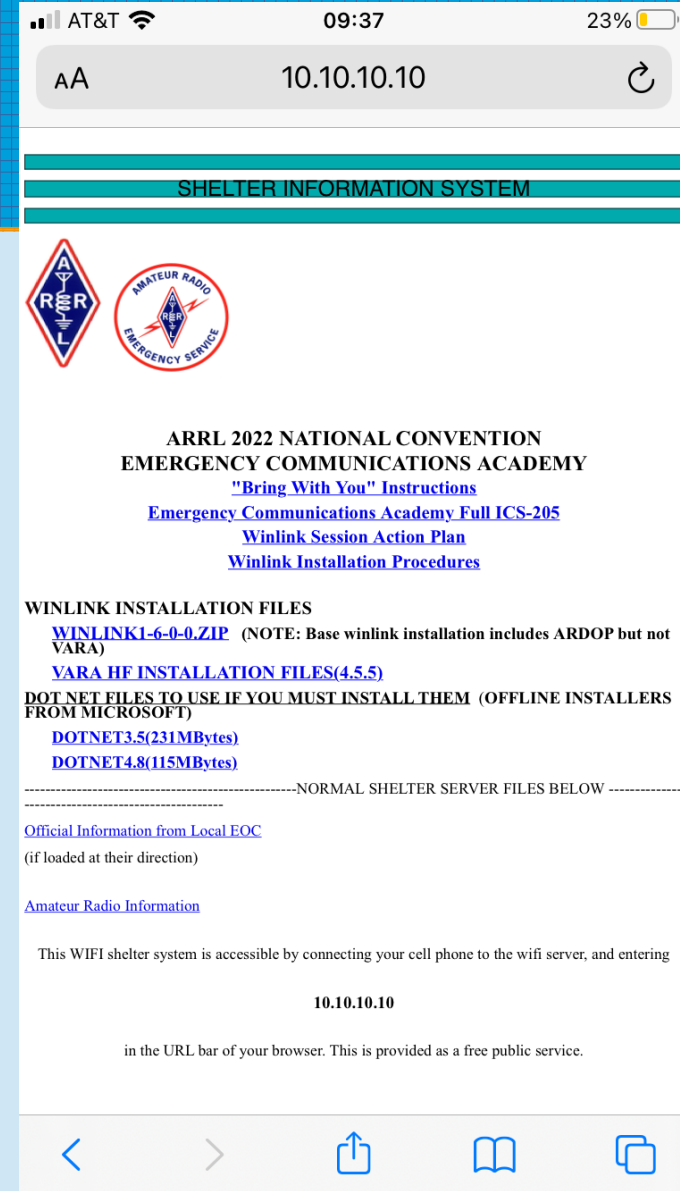 AT&T
09:37
23%
AA
10.10.10.10
SHELTER INFORMATION SYSTEM
A
RER
L
AMATEUR RADIO
A
RER
L
EMERGENCY SERVICE
ARRL 2022 NATIONAL CONVENTION
EMERGENCY COMMUNICATIONS ACADEMY
"Bring With You" Instructions
Emergency Communications Academy Full ICS-205
Winlink Session Action Plan
Winlink Installation Procedures
WINLINK INSTALLATION FILES
WINLINK1-6-0-0.ZIP (NOTE: Base winlink installation includes ARDOP but not
VARA)
VARA HF INSTALLATION FILES(4.5.5)
DOT NET FILES TO USE IF YOU MUST INSTALL THEM (OFFLINE INSTALLERS
FROM MICROSOFT)
DOTNET3.5(231MBytes)
DOTNET4.8(115MBytes)
------------------------------------------------------NORMAL SHELTER SERVER FILES BELOW --------------
---------------------------------------
Official Information from Local EOC
(if loaded at their direction)
Amateur Radio Information
This WIFI shelter system is accessible by connecting your cell phone to the wifi server, and entering
10.10.10.10
in the URL bar of your browser. This is provided as a free public service.